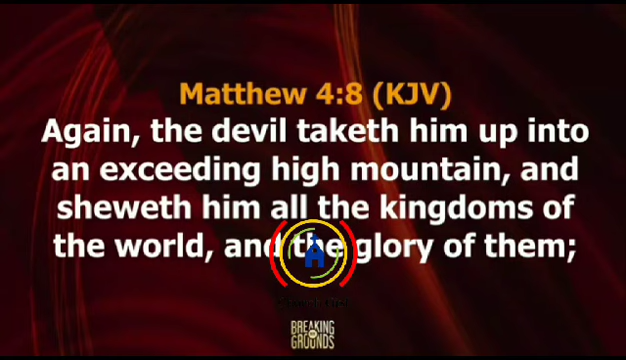 Matthew 4:8 (KJV)
Again, the devil taketh him up into
an exceeding high mountain, and
sheweth him all the kingdoms of
the world, and the glory of them;
BREAKING
GROUNDS